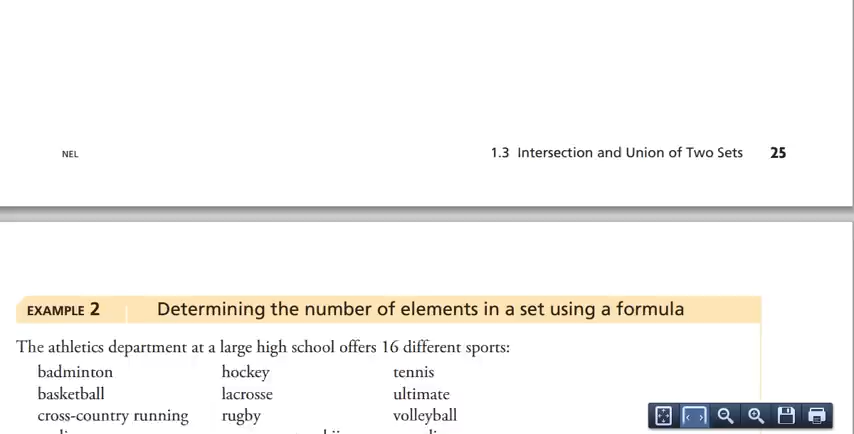 NEL
1.3 Intersection and Union of Two Sets 25
EXAMPLE 2 Determining the number of elements in a set using a formula
The athletics department at a large high school offers 16 different sports:
badminton hockey tennis
basketball lacrosse ultimate
cross-country running rugby volleyball